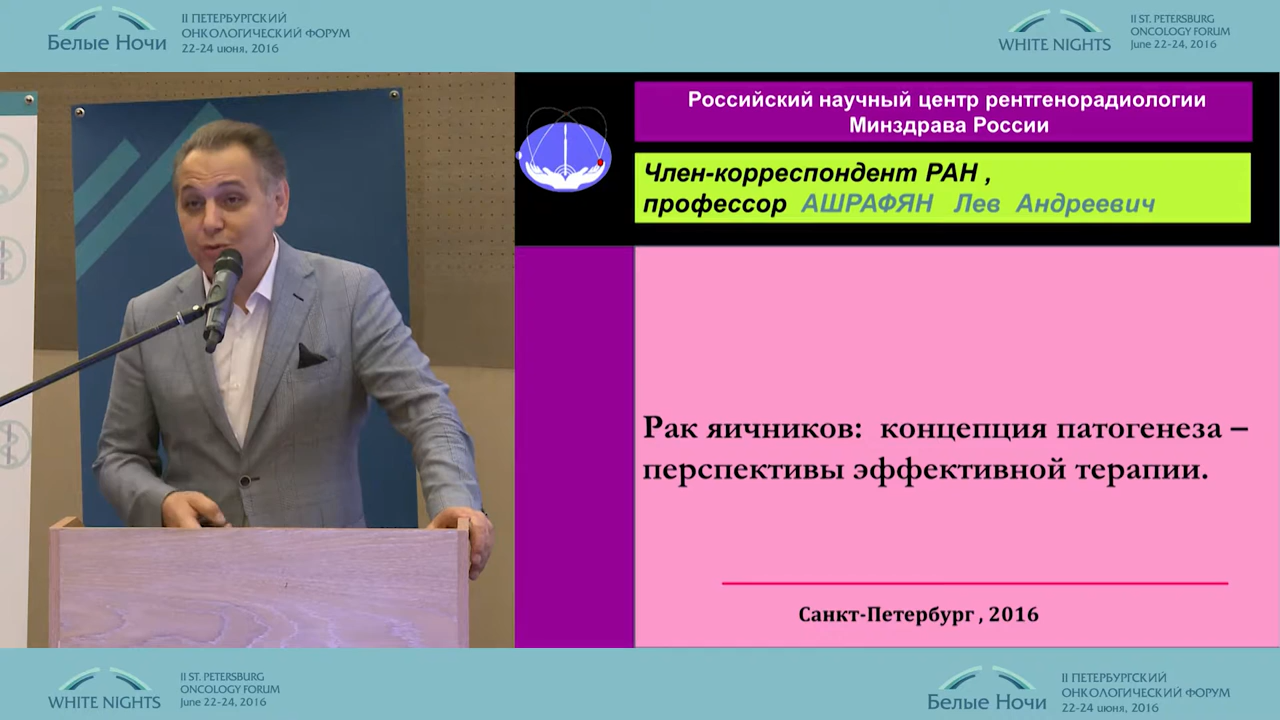 Белые Ночи
II ПЕТЕРБУРГСКИЙ
ОНКОЛОГИЧЕСКИЙ ФОРУМ
22-24 июня, 2016
WHITE NIGHTS
II ST. PETERSBURG
ONCOLOGY FORUM
June 22-24, 2016
Российский научный центр рентгенорадиологии
Минздрава России
Член-корреспондент РАН ,
профессор АШРАФЯН Лев Андреевич
Рак яичников: концепция патогенеза –
перспективы эффективной терапии.
Санкт-Петербург , 2016
WHITE NIGHTS
II ST. PETERSBURG
ONCOLOGY FORUM
June 22-24, 2016
Белые Ночи
II ПЕТЕРБУРГСКИЙ
ОНКОЛОГИЧЕСКИЙ ФОРУМ
22-24 июня, 2016